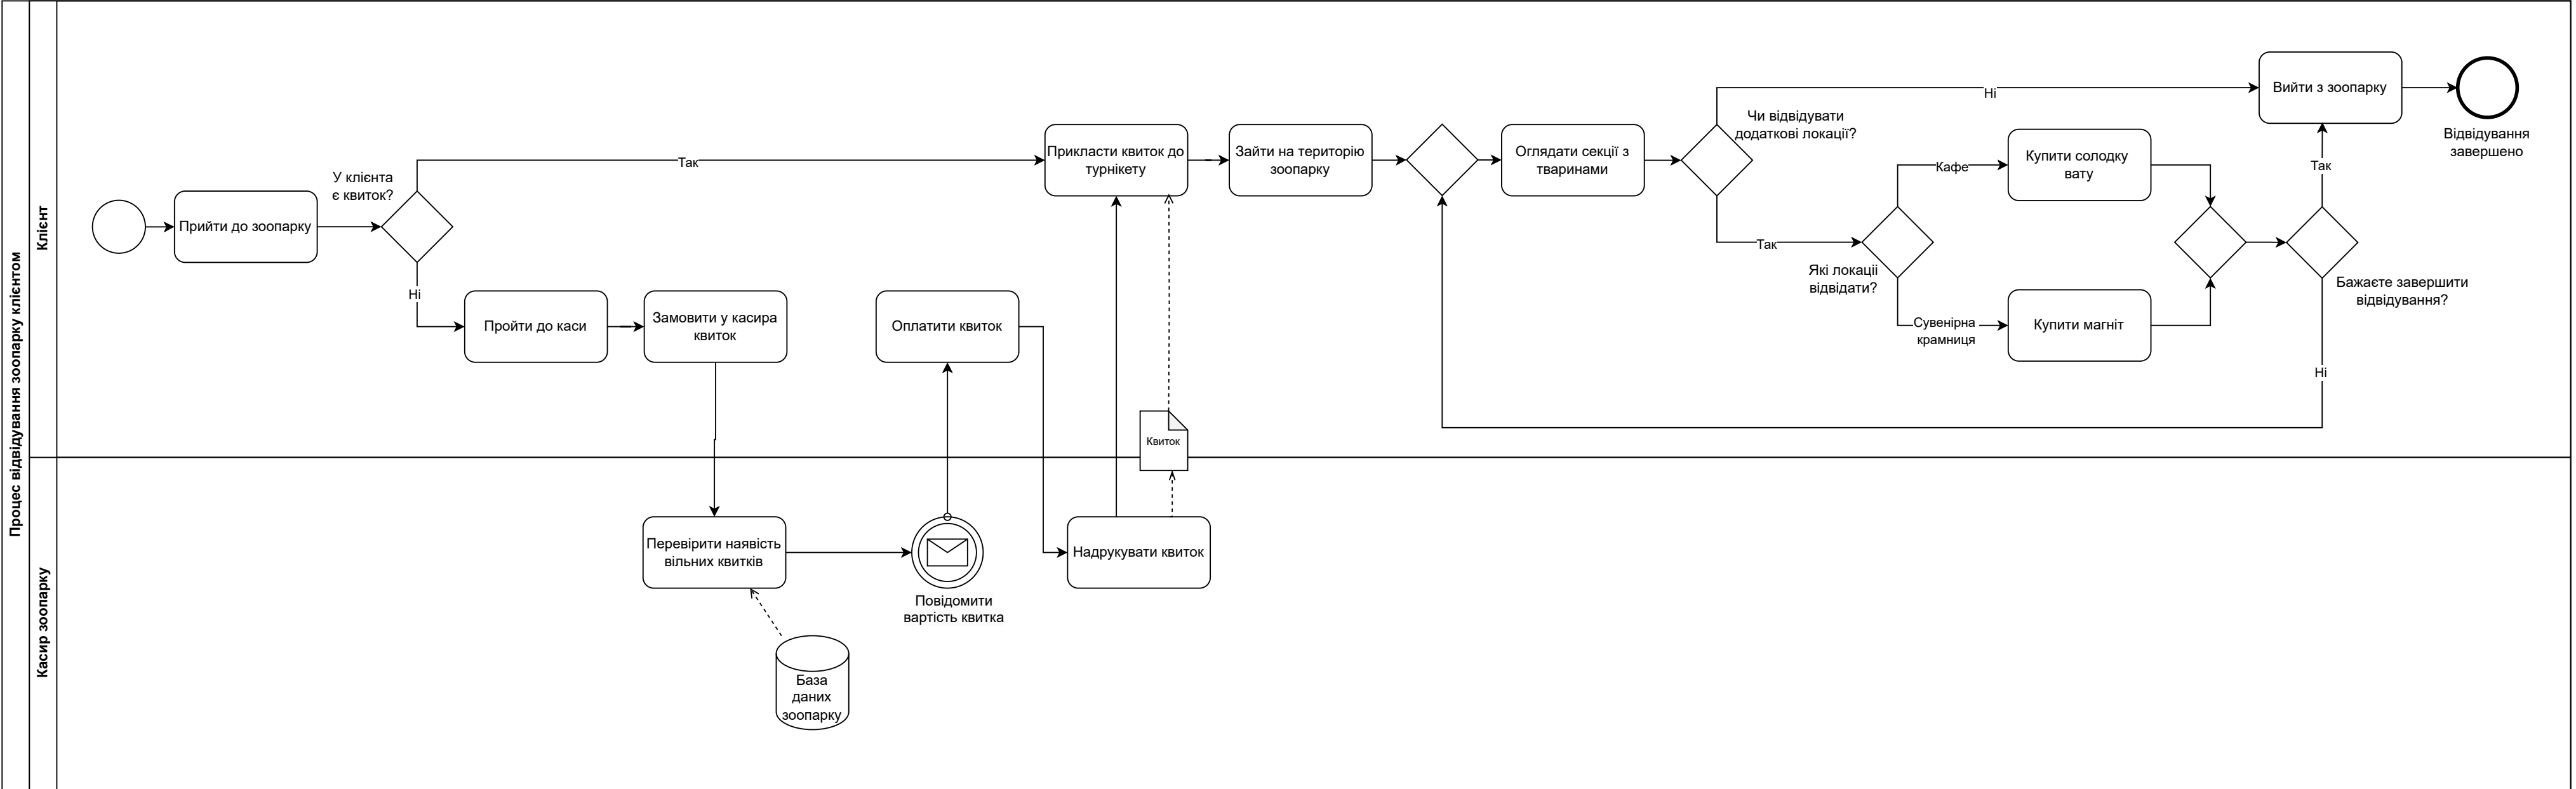 Процес відвідування зоопарку клієнтом
Клієнт
Прийти до зоопарку
У клієнта
є квиток?
Так
Ні
Пройти до каси
Замовити у касира
квиток
Оплатити квиток
Прикласти квиток до
турнікету
Зайти на територію
зоопарку
Оглядати секції з
тваринами
Чи відвідувати
додаткові локації?
Ні
Так
Які локації
відвідати?
Кафе
Купити солодку
вату
Сувенірна
крамниця
Купити магніт
Бажаєте завершити
відвідування?
Так
Ні
Вийти з зоопарку
Відвідування
завершено
Квиток
Касир зоопарку
Перевірити наявність
вільних квитків
База
даних
зоопарку
Повідомити
вартість квитка
Надрукувати квиток